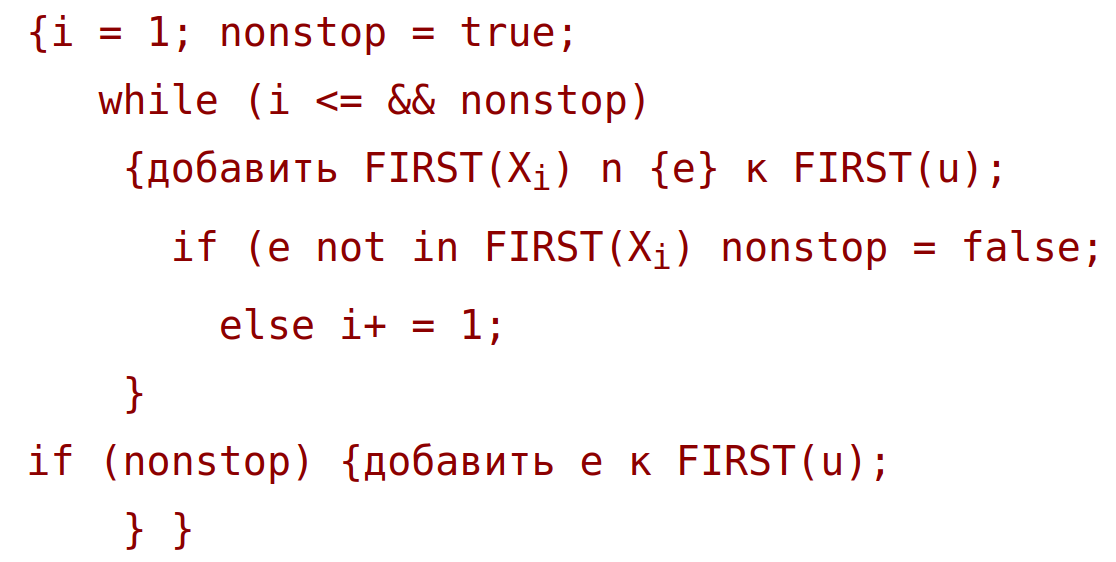 {i = 1; nonstop = true;
while (i <= && nonstop)
{добавить FIRST(Xi) n {e} к FIRST(u);
if (e not in FIRST(Xi) nonstop = false;
else i+ = 1;
}
if (nonstop) {добавить e к FIRST(u);
} }